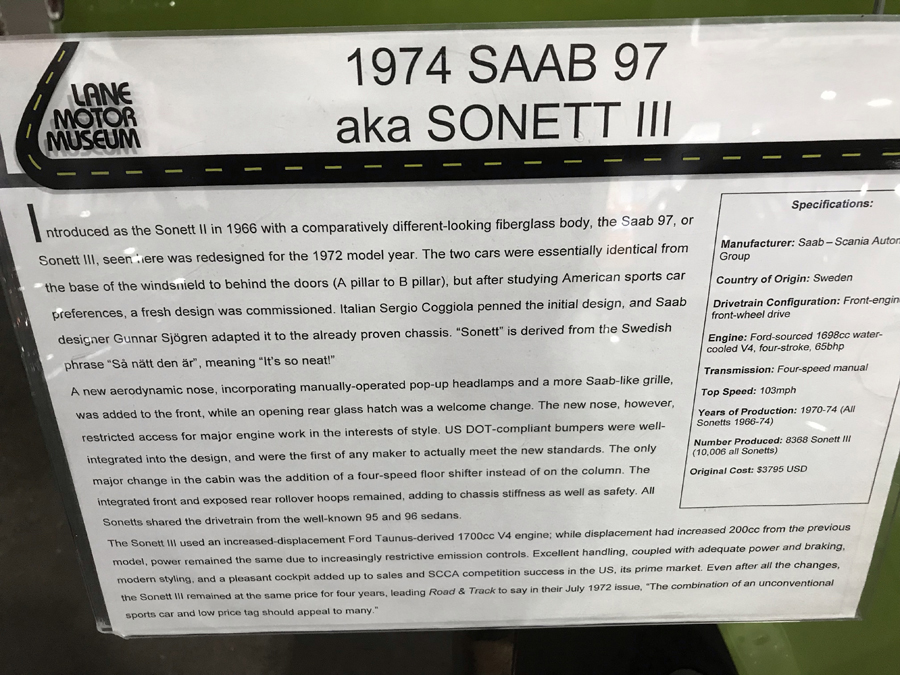 LANE
MOTOR
MUSEUM
1974 SAAB 97
aka SONETT III
Introduced as the Sonett II in 1966 with a comparatively different-looking fiberglass body, the Saab 97, or
Sonett III, seen here was redesigned for the 1972 model year. The two cars were essentially identical from
the base of the windshield to behind the doors (A pillar to B pillar), but after studying American sports car
preferences, a fresh design was commissioned. Italian Sergio Coggiola penned the initial design, and Saab
designer Gunnar Sjögren adapted it to the already proven chassis. “Sonett” is derived from the Swedish
phrase “Så nätt den är”, meaning “It's so neat!”
A new aerodynamic nose, incorporating manually-operated pop-up headlamps and a more Saab-like grille,
was added to the front, while an opening rear glass hatch was a welcome change. The new nose, however,
restricted access for major engine work in the interests of style. US DOT-compliant bumpers were well-
integrated into the design, and were the first of any maker to actually meet the new standards. The only
major change in the cabin was the addition of a four-speed floor shifter instead of on the column. The
integrated front and exposed rear rollover hoops remained, adding to chassis stiffness as well as safety. All
Sonetts shared the drivetrain from the well-known 95 and 96 sedans.
The Sonett III used an increased-displacement Ford Taunus-derived 1700cc V4 engine; while displacement had increased 200cc from the previous
model, power remained the same due to increasingly restrictive emission controls. Excellent handling, coupled with adequate power and braking,
modern styling, and a pleasant cockpit added up to sales and SCCA competition success in the US, its prime market. Even after all the changes,
the Sonett III remained at the same price for four years, leading Road & Track to say in their July 1972 issue, “The combination of an unconventional
sports car and low price tag should appeal to many.”
Specifications:
Manufacturer: Saab – Scania Autom
Group
Country of Origin: Sweden
Drivetrain Configuration: Front-engine
front-wheel drive
Engine: Ford-sourced 1698cc water-
cooled V4, four-stroke, 65bhp
Transmission: Four-speed manual
Top Speed: 103mph
Years of Production: 1970-74 (All
Sonetts 1966-74)
Number Produced: 8368 Sonett III
(10,006 all Sonetts)
Original Cost: $3795 USD